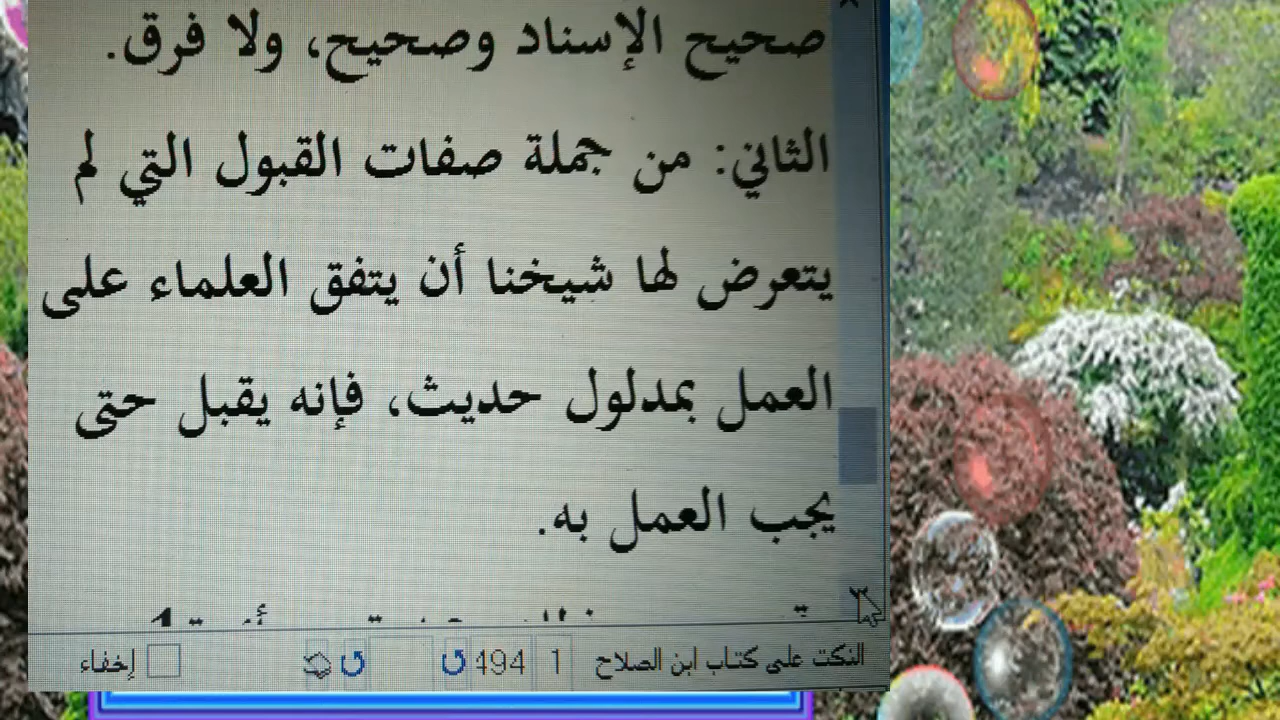 صحيح الإسناد وصحيح، ولا فرق.
الثاني: من جملة صفات القبول التي لم
يتعرض لها شيخنا أن يتفق العلماء على
العمل بمدلول حديث، فإنه يقبل حتى
يجب العمل به.
النكت على كتاب ابن الصلاح 1 494 إخفاء